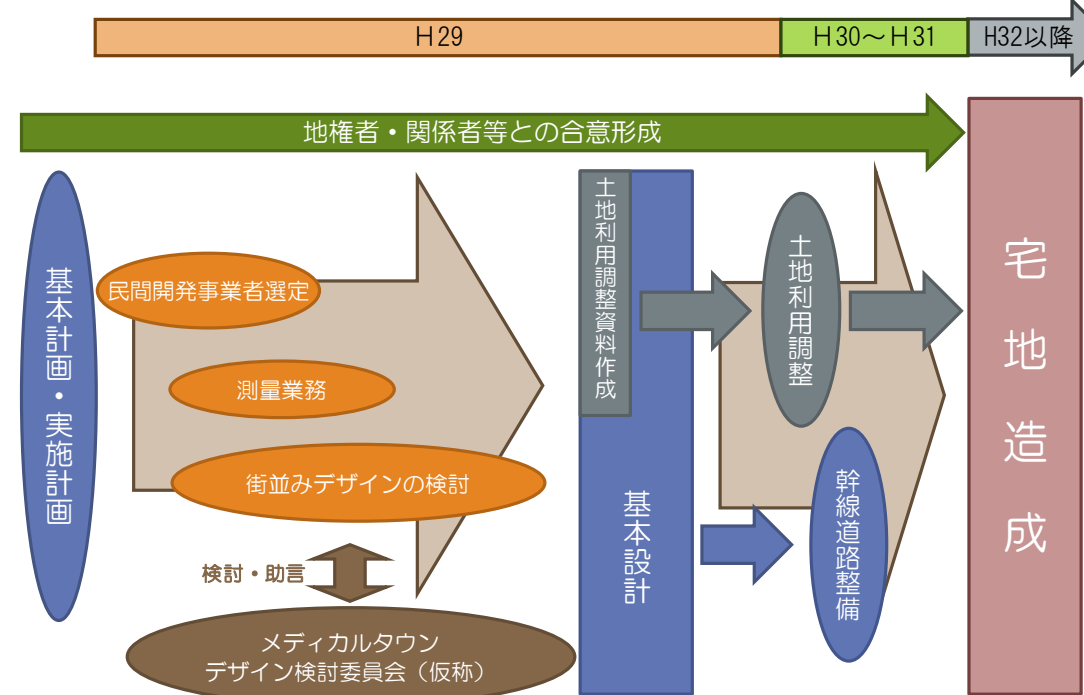 H29
H30~H31
H32以降
地権者・関係者等との合意形成
基本計画・実施計画
民間開発事業者選定
測量業務
街並みデザインの検討
検討・助言
メディカルタウン
デザイン検討委員会（仮称）
土地利用調整資料作成
基本設計
土地利用調整
幹線道路整備
宅地造成